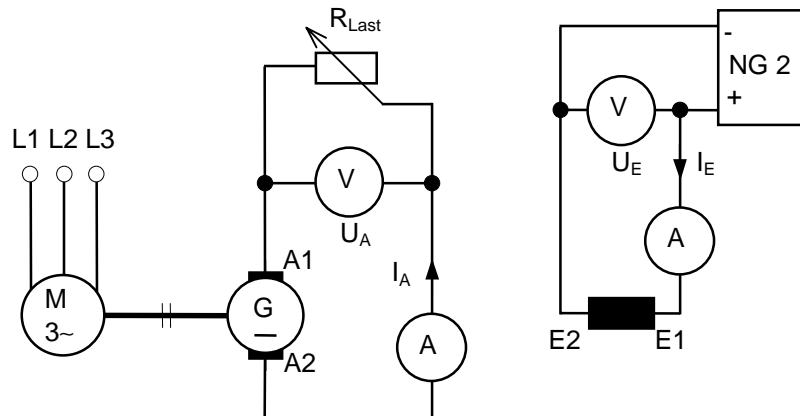 R_Last
-
NG 2
+
V
U_E
I_E
L1 L2 L3
V
U_A
A
A1
I_A
M
3~
G
A
E2
E1
A2